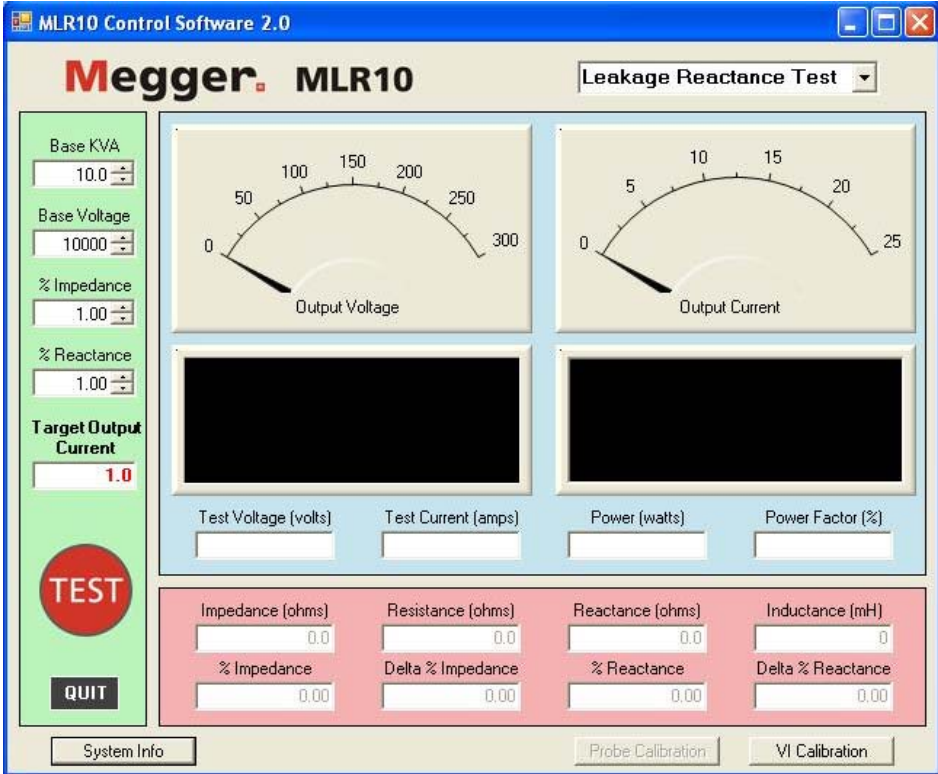 MLR10 Control Software 2.0
Megger. MLR10
Leakage Reactance Test
Base KVA
10.0
Base Voltage
10000
% Impedance
1.00
% Reactance
1.00
Target Output
Current
1.0
TEST
QUIT
0 50 100 150 200 250 300
Output Voltage
0 5 10 15 20 25
Output Current
Test Voltage (volts) Test Current (amps) Power (watts) Power Factor (%)
Impedance (ohms) Resistance (ohms) Reactance (ohms) Inductance (mH)
0.0 0.0 0.0 0
% Impedance Delta % Impedance % Reactance Delta % Reactance
0.00 0.00 0.00 0.00
System Info Probe Calibration VI Calibration